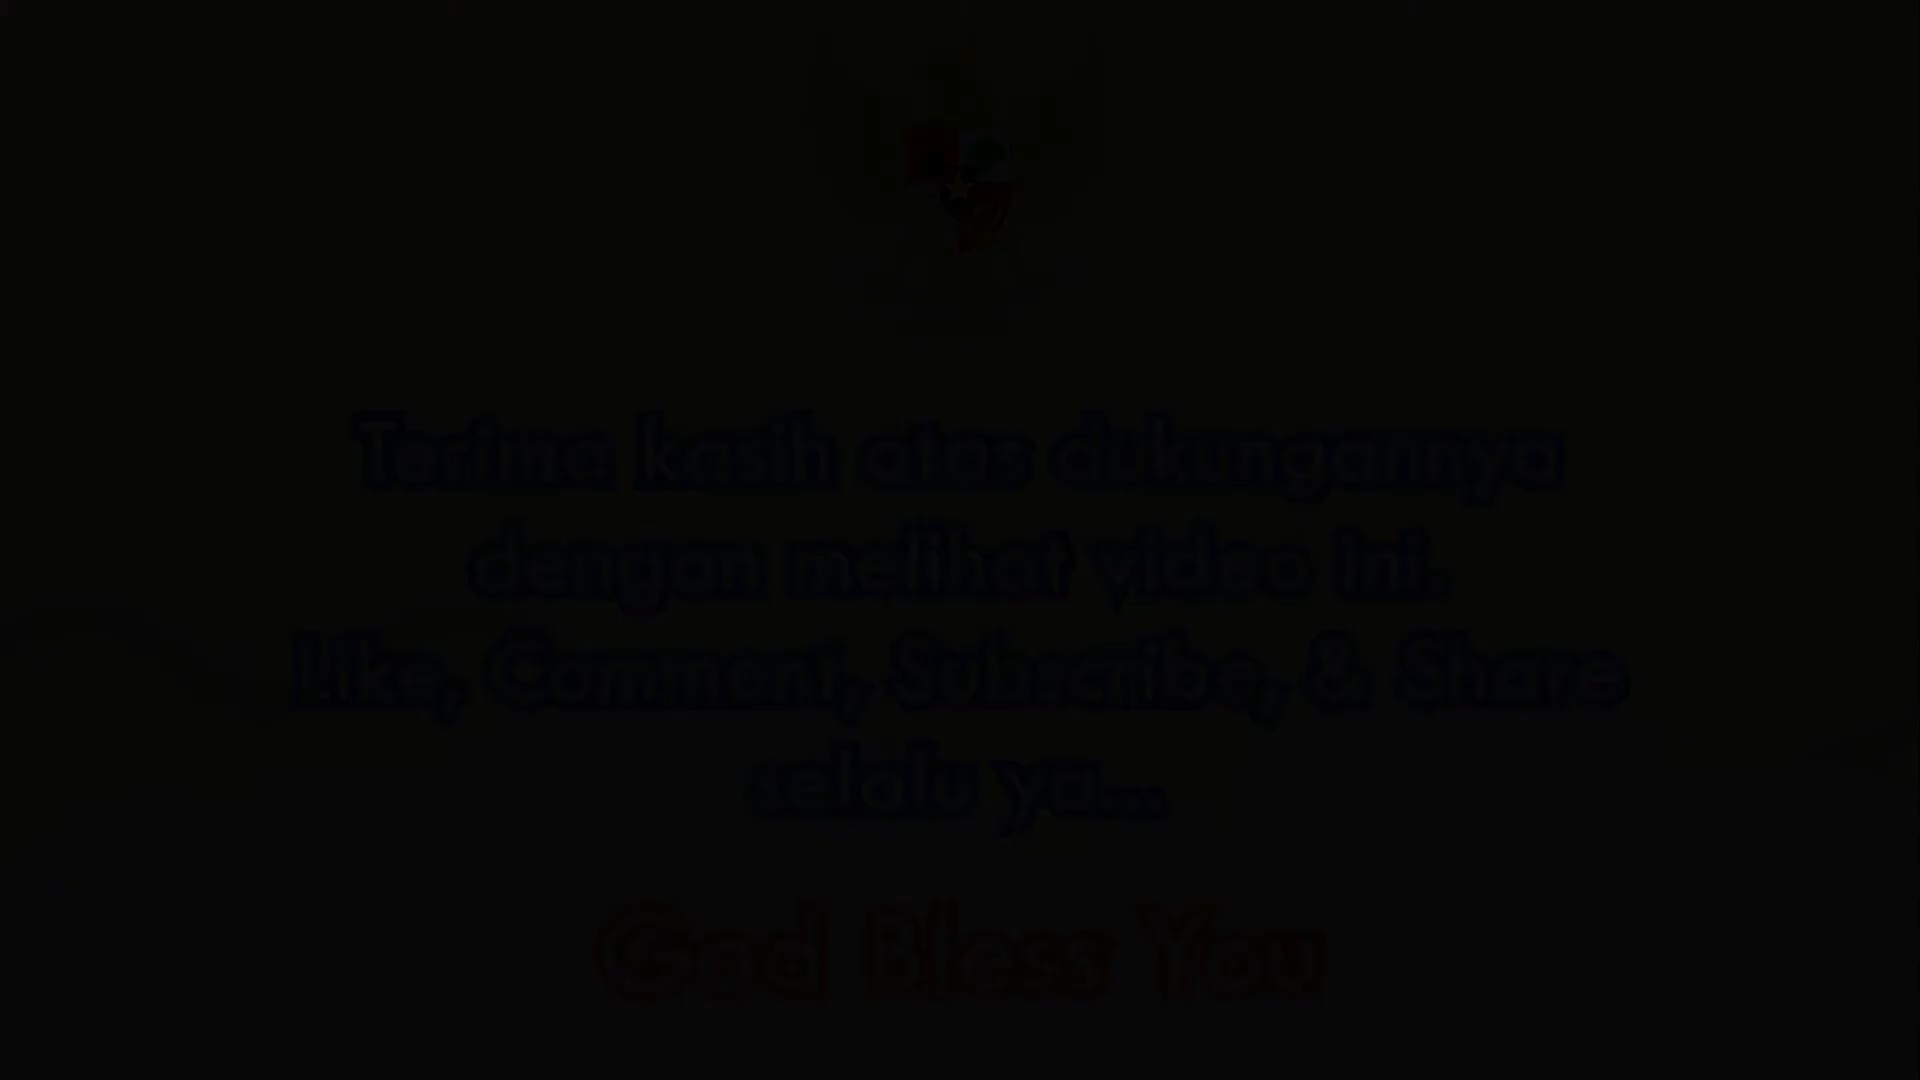 Terima kasih atas dukungannya
dengan melihat video ini.
Like, Comment, Subscribe, & Share
selalu ya...
God Bless You